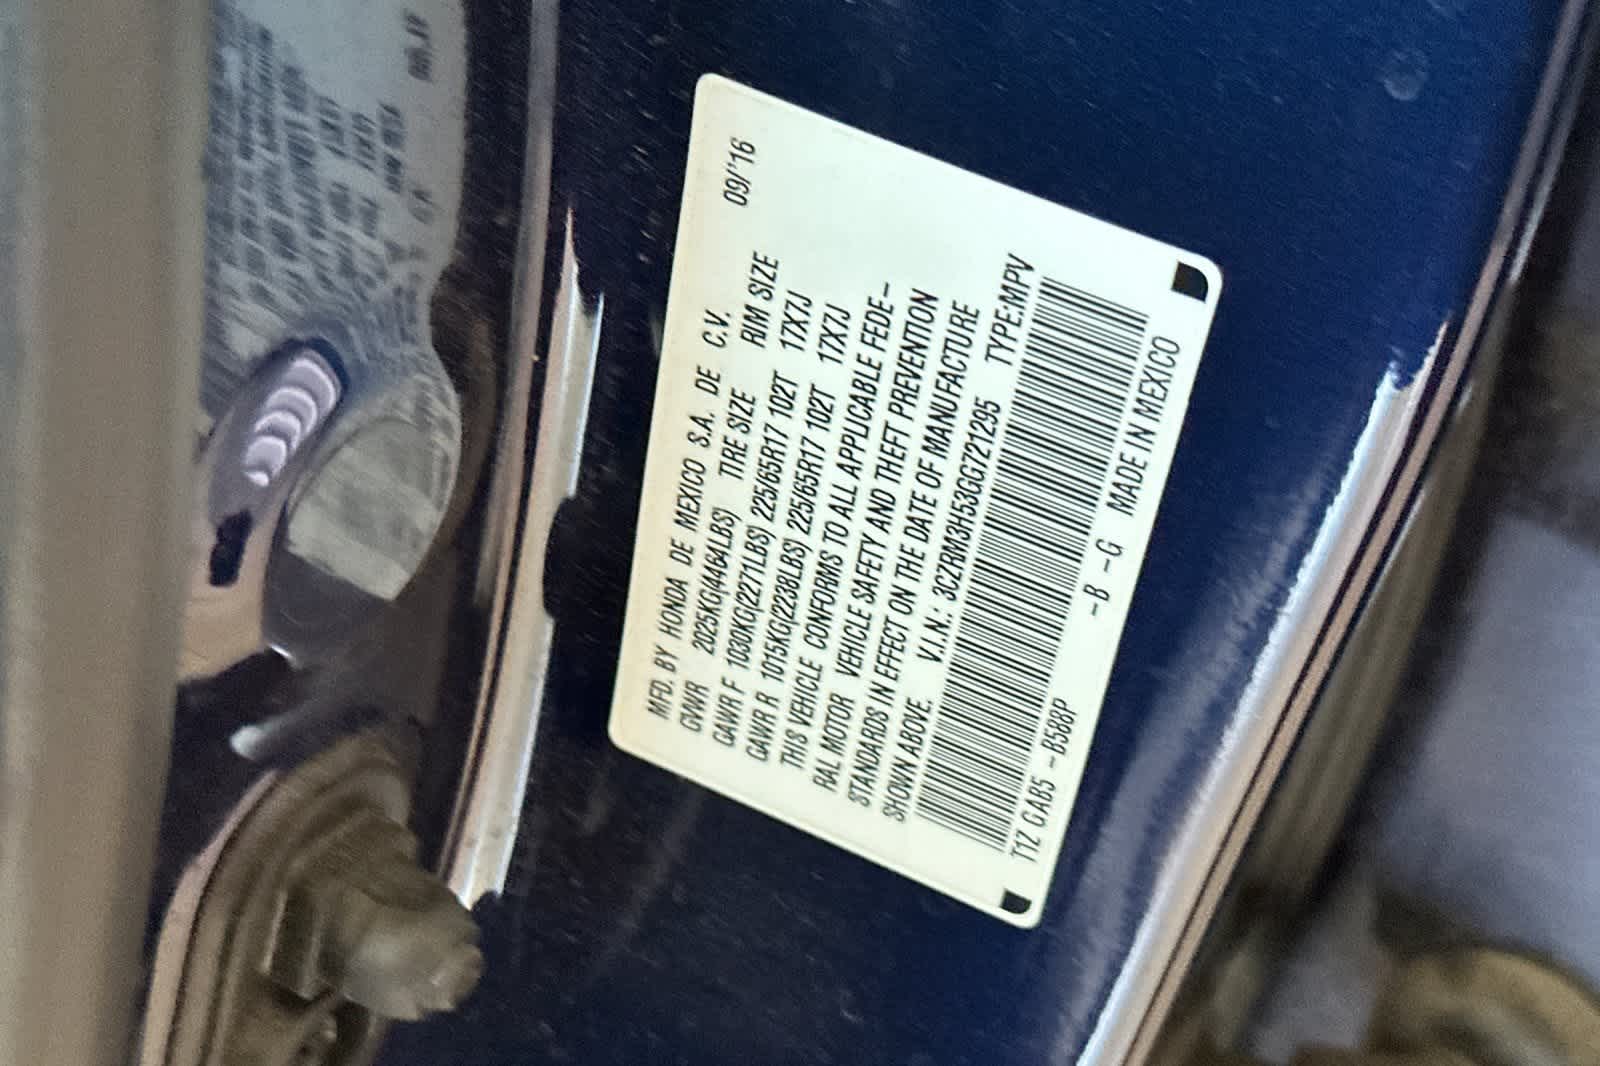 MFD. BY HONDA DE MEXICO S.A. DE C.V. 09/'16
GVWR 2025KG(4464LBS) TIRE SIZE RIM SIZE
GAWR F 1030KG(2271LBS) 225/65R17 102T 17X7J
GAWR R 1015KG(2238LBS) 225/65R17 102T 17X7J
THIS VEHICLE CONFORMS TO ALL APPLICABLE FEDE-
RAL MOTOR VEHICLE SAFETY AND THEFT PREVENTION
STANDARDS IN EFFECT ON THE DATE OF MANUFACTURE
SHOWN ABOVE. V.I.N.: 3CZRM3H53GG721295 TYPE:MPV
T1Z GAB5 -B588P -B -G MADE IN MEXICO